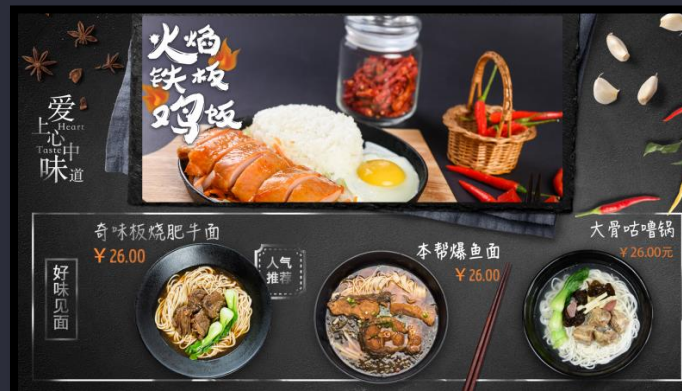 火焰
铁板
鸡饭
爱
Heart
上心中
Taste
味道
奇味板烧肥牛面
￥26.00
人气
推荐
本帮爆鱼面
￥26.00
大骨咕噜锅
￥26.00元
好味见面